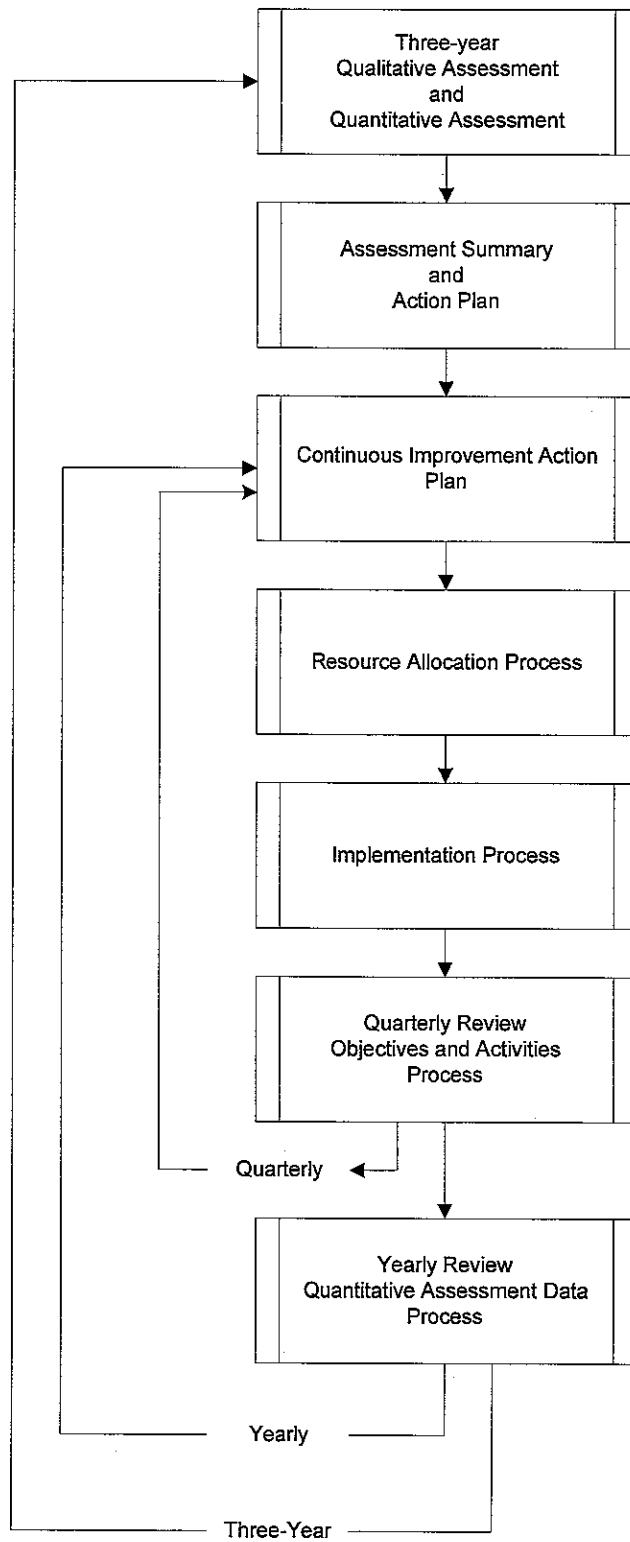 Three-year
Qualitative Assessment
and
Quantitative Assessment
Assessment Summary
and
Action Plan
Continuous Improvement Action
Plan
Resource Allocation Process
Implementation Process
Quarterly Review
Objectives and Activities
Process
Quarterly
Yearly Review
Quantitative Assessment Data
Process
Yearly
Three-Year